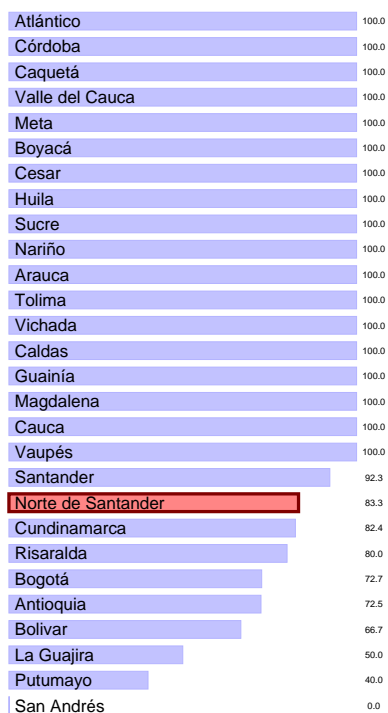 Atlántico 100.0
Córdoba 100.0
Caquetá 100.0
Valle del Cauca 100.0
Meta 100.0
Boyacá 100.0
Cesar 100.0
Huila 100.0
Sucre 100.0
Nariño 100.0
Arauca 100.0
Tolima 100.0
Vichada 100.0
Caldas 100.0
Guainía 100.0
Magdalena 100.0
Cauca 100.0
Vaupés 100.0
Santander 92.3
Norte de Santander 83.3
Cundinamarca 82.4
Risaralda 80.0
Bogotá 72.7
Antioquia 72.5
Bolivar 66.7
La Guajira 50.0
Putumayo 40.0
San Andrés 0.0